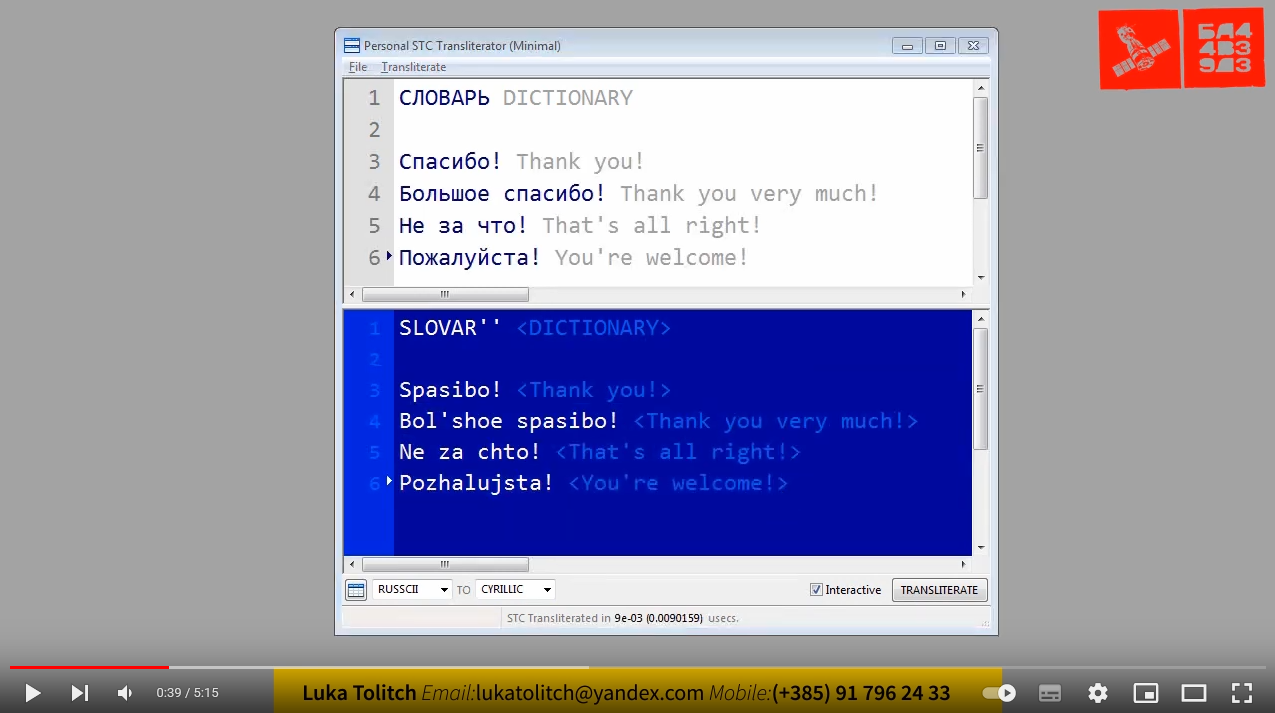 Personal STC Transliterator (Minimal)
File Transliterate
1 СЛОВАРЬ DICTIONARY
2
3 Спасибо! Thank you!
4 Большое спасибо! Thank you very much!
5 Не за что! That's all right!
6 Пожалуйста! You're welcome!
1 SLOVAR'' <DICTIONARY>
2
3 Spasibo! <Thank you!>
4 Bol'shoe spasibo! <Thank you very much!>
5 Ne za chto! <That's all right!>
6 Pozhalujsta! <You're welcome!>
RUSSCII TO CYRILLIC Interactive TRANSLITERATE
STC Transliterated in 9e-03 (0.0090159) usecs.
0:39 / 5:15 Luka Tolitch Email:lukatolitch@yandex.com Mobile:(+385) 91 796 24 33